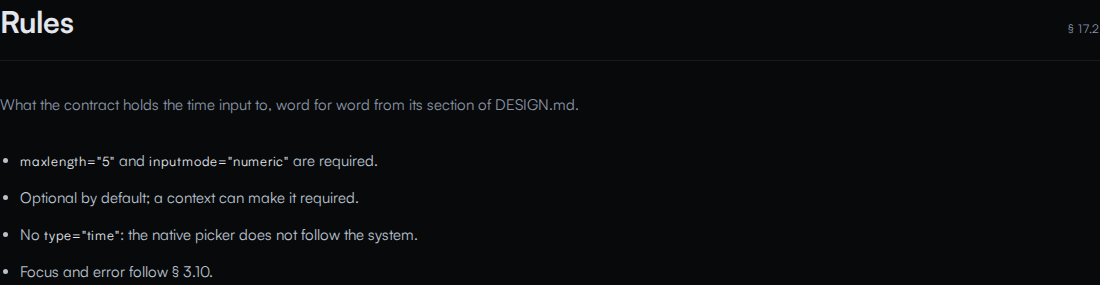 Rules
§ 17.2
What the contract holds the time input to, word for word from its section of DESIGN.md.
• maxlength="5" and inputmode="numeric" are required.
• Optional by default; a context can make it required.
• No type="time": the native picker does not follow the system.
• Focus and error follow § 3.10.